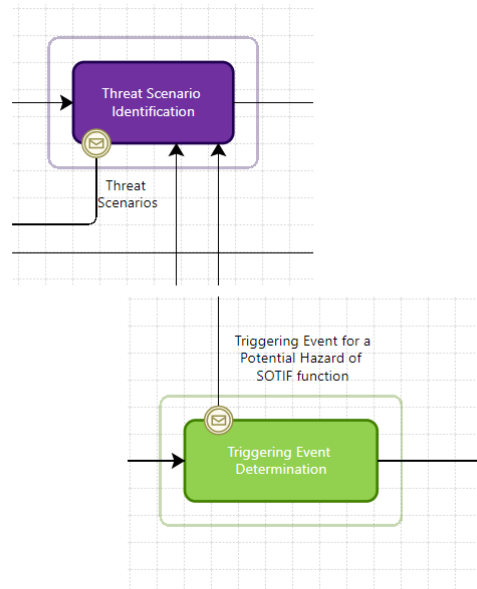 Threat Scenario
Identification
Threat
Scenarios
Triggering Event for a
Potential Hazard of
SOTIF function
Triggering Event
Determination